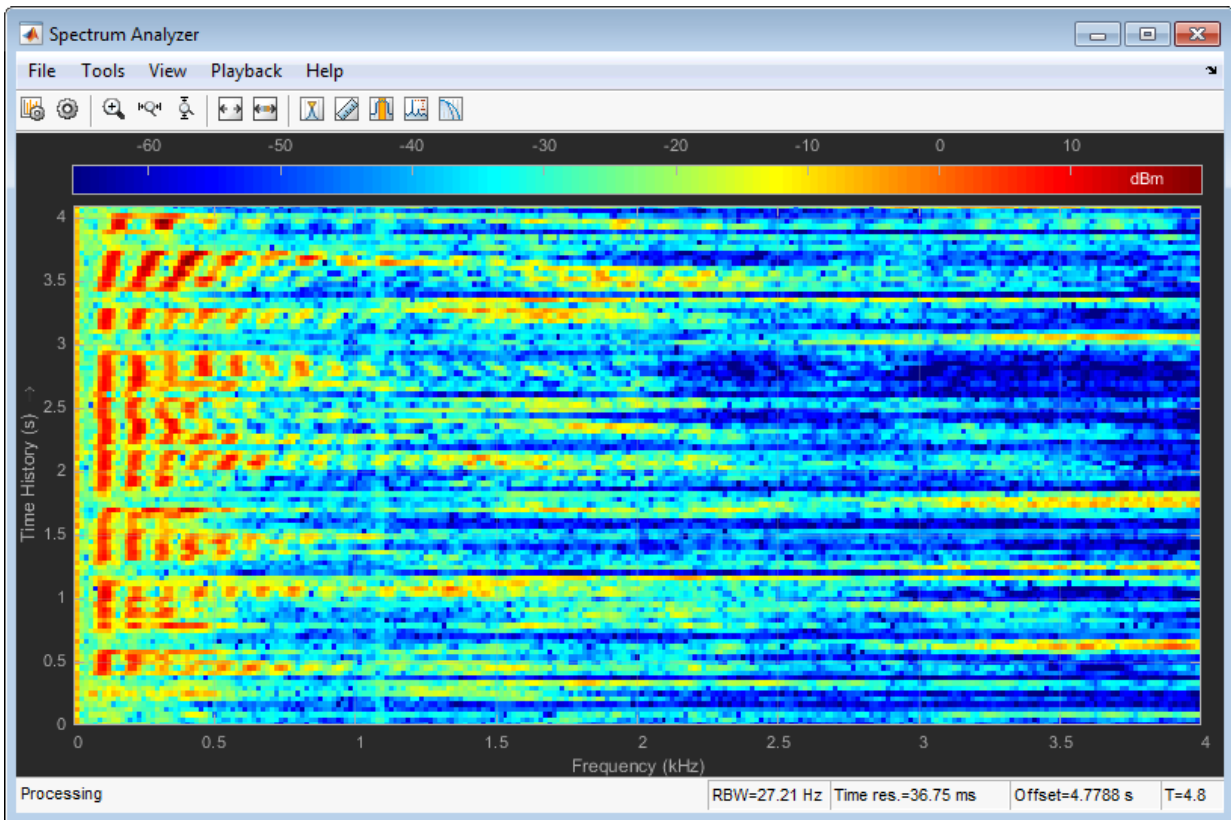 Spectrum Analyzer
File Tools View Playback Help
-60 -50 -40 -30 -20 -10 0 10
dBm
4
3.5
3
2.5
2
1.5
1
0.5
0
Time History (s) -->
0 0.5 1 1.5 2 2.5 3 3.5 4
Frequency (kHz)
Processing RBW=27.21 Hz Time res.=36.75 ms Offset=4.7788 s T=4.8